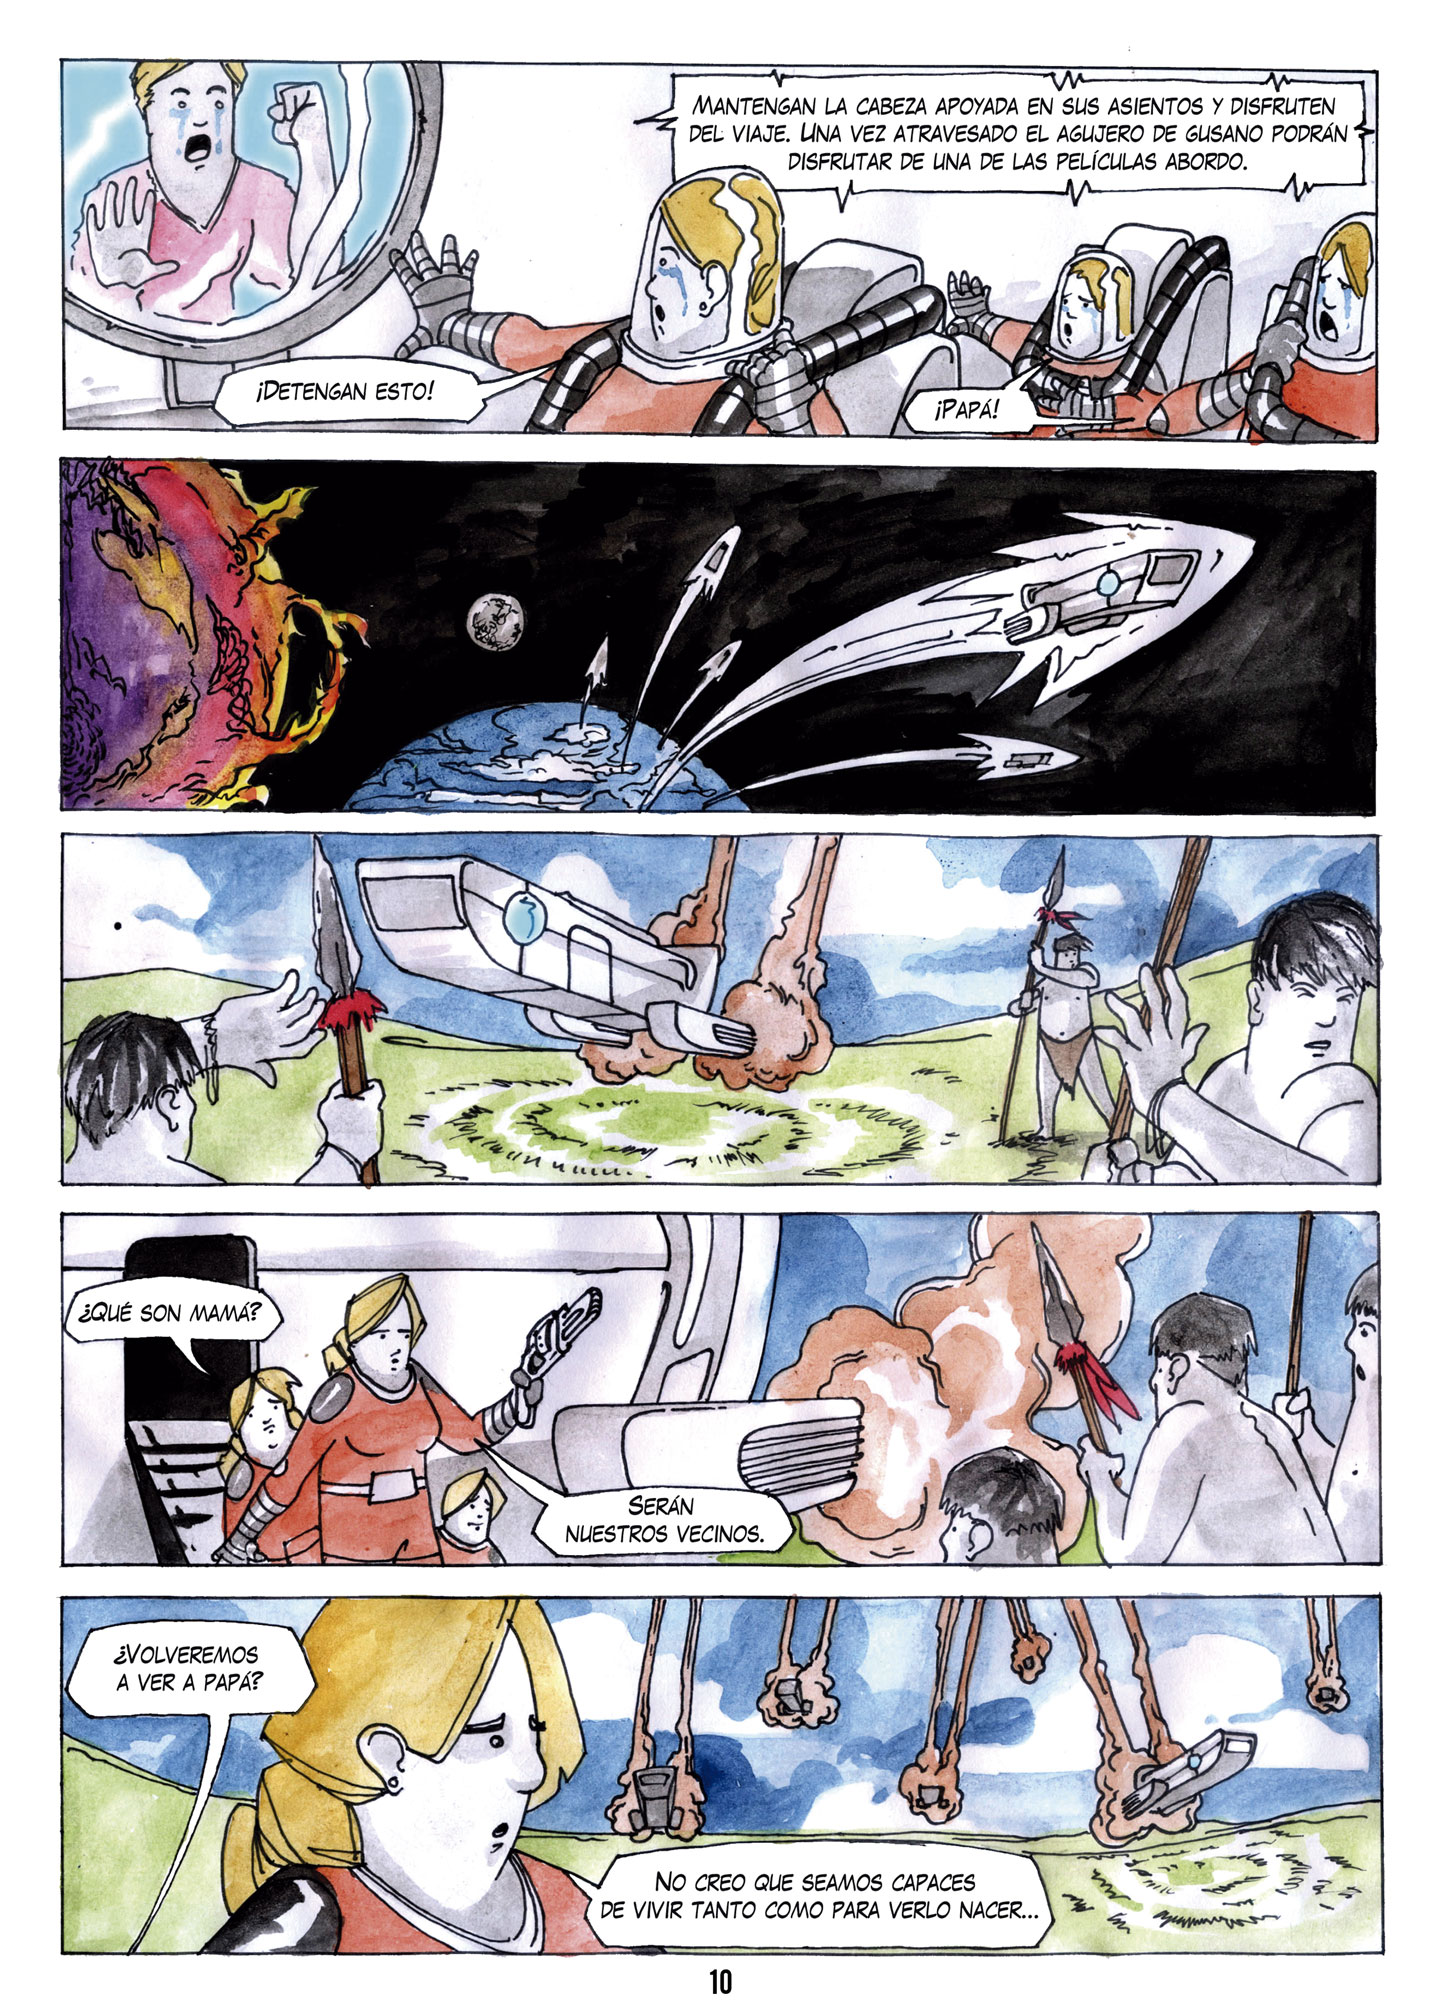 Mantengan la cabeza apoyada en sus asientos y disfruten
del viaje. Una vez atravesado el agujero de gusano podrán
disfrutar de una de las películas abordo.
¡Detengan esto!
¡Papá!
¿Qué son mamá?
Serán
nuestros vecinos.
¿Volveremos
a ver a papá?
No creo que seamos capaces
de vivir tanto como para verlo nacer...
10